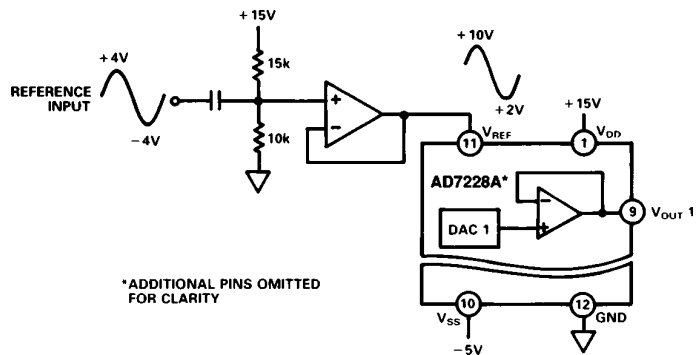 +15V
+4V
REFERENCE
INPUT
−4V
15k
10k
+
−
+10V
+2V
+15V
11
V_REF
1
V_DD
AD7228A*
−
+
DAC 1
9
V_OUT 1
*ADDITIONAL PINS OMITTED
FOR CLARITY
10
V_SS
−5V
12
GND